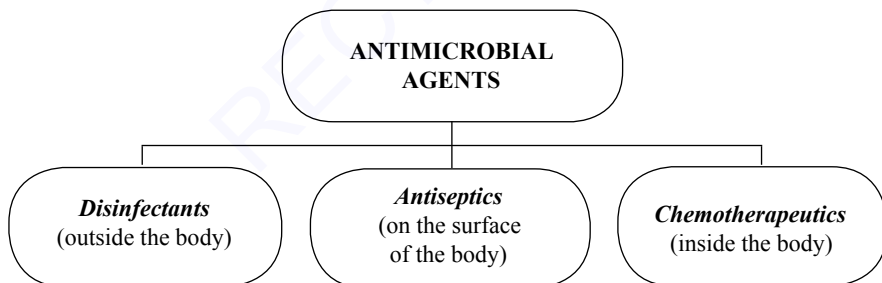 ANTIMICROBIAL
AGENTS
Disinfectants
(outside the body)
Antiseptics
(on the surface
of the body)
Chemotherapeutics
(inside the body)